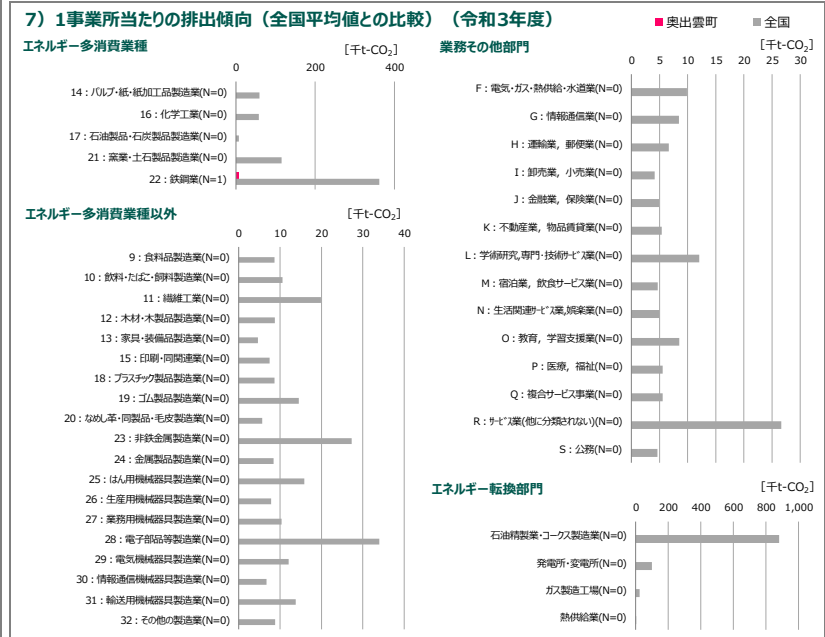 7）1事業所当たりの排出傾向（全国平均値との比較）（令和3年度）
■奥出雲町 ■全国
エネルギー多消費業種
［千t-CO₂］
0 200 400
14：パルプ・紙・紙加工品製造業(N=0)
16：化学工業(N=0)
17：石油製品・石炭製品製造業(N=0)
21：窯業・土石製品製造業(N=0)
22：鉄鋼業(N=1)
エネルギー多消費業種以外
［千t-CO₂］
0 10 20 30 40
9：食料品製造業(N=0)
10：飲料・たばこ・飼料製造業(N=0)
11：繊維工業(N=0)
12：木材・木製品製造業(N=0)
13：家具・装備品製造業(N=0)
15：印刷・同関連業(N=0)
18：プラスチック製品製造業(N=0)
19：ゴム製品製造業(N=0)
20：なめし革・同製品・毛皮製造業(N=0)
23：非鉄金属製造業(N=0)
24：金属製品製造業(N=0)
25：はん用機械器具製造業(N=0)
26：生産用機械器具製造業(N=0)
27：業務用機械器具製造業(N=0)
28：電子部品等製造業(N=0)
29：電気機械器具製造業(N=0)
30：情報通信機械器具製造業(N=0)
31：輸送用機械器具製造業(N=0)
32：その他の製造業(N=0)
業務その他部門
［千t-CO₂］
0 5 10 15 20 25 30
F：電気・ガス・熱供給・水道業(N=0)
G：情報通信業(N=0)
H：運輸業，郵便業(N=0)
I：卸売業，小売業(N=0)
J：金融業，保険業(N=0)
K：不動産業，物品賃貸業(N=0)
L：学術研究,専門・技術ｻｰﾋﾞｽ業(N=0)
M：宿泊業，飲食サービス業(N=0)
N：生活関連ｻｰﾋﾞｽ業,娯楽業(N=0)
O：教育，学習支援業(N=0)
P：医療，福祉(N=0)
Q：複合サービス事業(N=0)
R：ｻｰﾋﾞｽ業(他に分類されない)(N=0)
S：公務(N=0)
エネルギー転換部門
［千t-CO₂］
0 200 400 600 800 1,000
石油精製業・コークス製造業(N=0)
発電所・変電所(N=0)
ガス製造工場(N=0)
熱供給業(N=0)